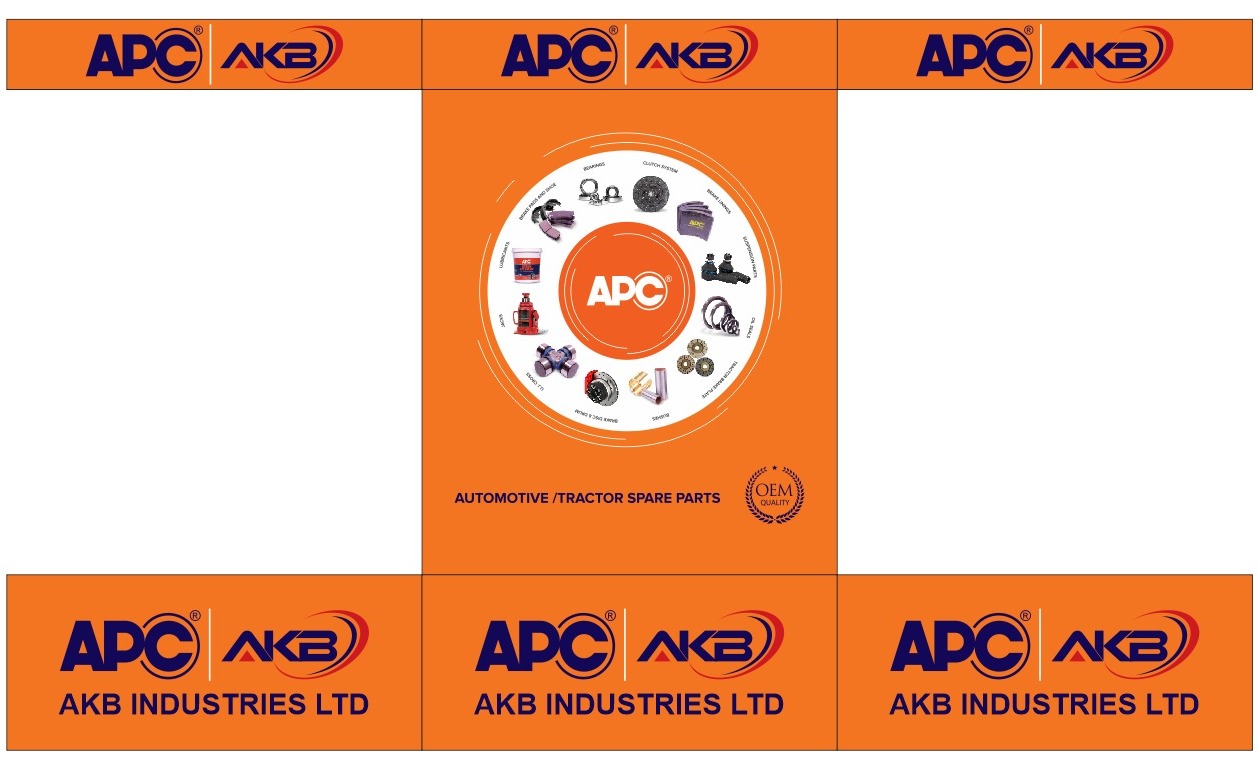 APC® AKB
APC® AKB
APC® AKB
BEARINGS
CLUTCH SYSTEM
BRAKE LININGS
SUSPENSION PARTS
OIL SEALS
TRACTOR BRAKE PLATE
BUSHES
BRAKE DISC & DRUM
U.J. CROSS
JACKS
LUBRICANTS
BRAKE PADS AND SHOE
APC
APC
APC®
AUTOMOTIVE /TRACTOR SPARE PARTS
OEM
QUALITY
APC® AKB
AKB INDUSTRIES LTD
APC® AKB
AKB INDUSTRIES LTD
APC® AKB
AKB INDUSTRIES LTD